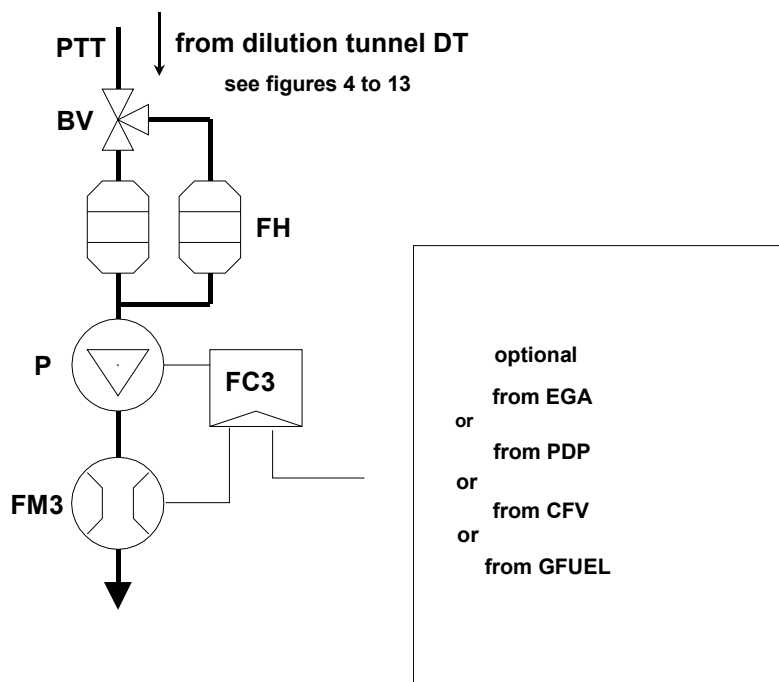 PTT
from dilution tunnel DT
see figures 4 to 13
BV
FH
P
FC3
FM3
optional
from EGA
or
from PDP
or
from CFV
or
from GFUEL